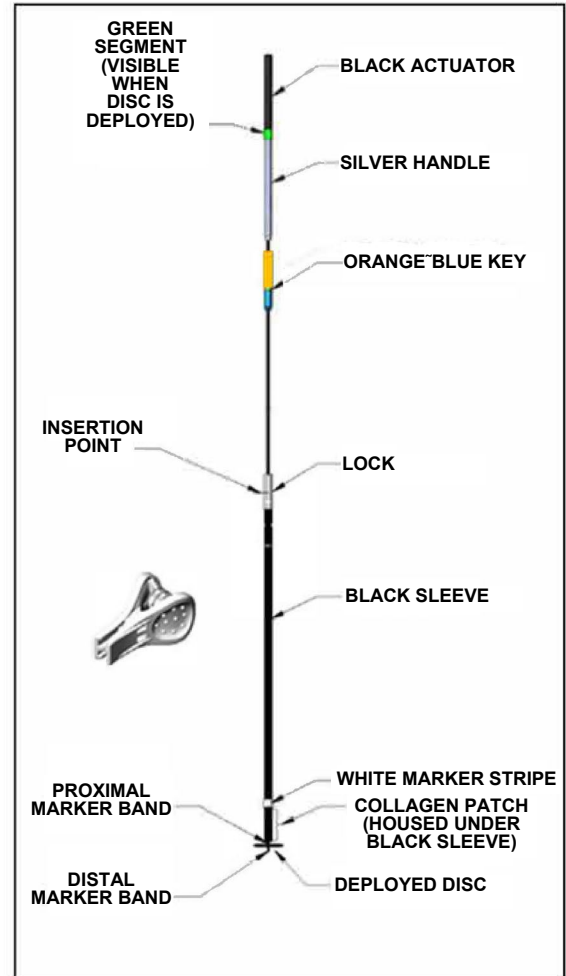 GREEN
SEGMENT
(VISIBLE
WHEN
DISC IS
DEPLOYED)
BLACK ACTUATOR
SILVER HANDLE
ORANGE˜BLUE KEY
INSERTION
POINT
LOCK
BLACK SLEEVE
WHITE MARKER STRIPE
PROXIMAL
MARKER BAND
COLLAGEN PATCH
(HOUSED UNDER
BLACK SLEEVE)
DISTAL
MARKER BAND
DEPLOYED DISC